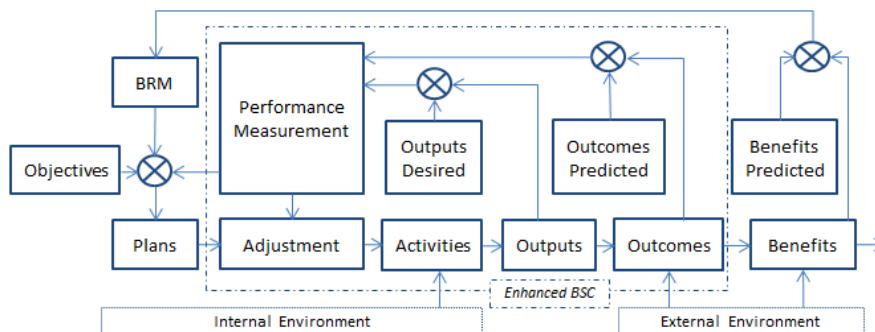 BRM
Performance
Measurement
Outputs
Desired
Outcomes
Predicted
Benefits
Predicted
Objectives
Plans
Adjustment
Activities
Outputs
Outcomes
Benefits
Enhanced BSC
Internal Environment
External Environment